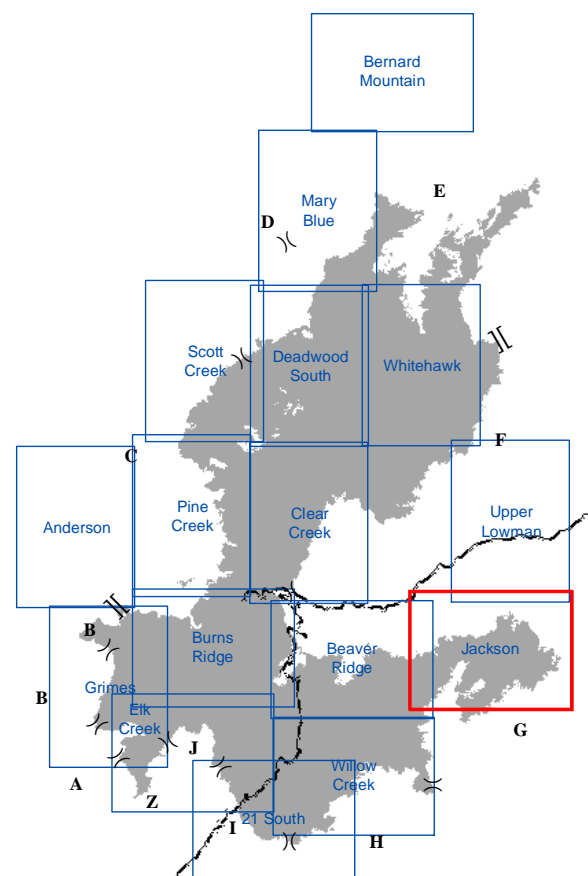 Bernard
Mountain
E
Mary
Blue
D
Scott
Creek
Deadwood
South
Whitehawk
F
C
Anderson
Pine
Creek
Clear
Creek
Upper
Lowman
B
Burns
Ridge
Beaver
Ridge
Jackson
B
Grimes
Elk
Creek
G
J
A
Z
Willow
Creek
I
21 South
H